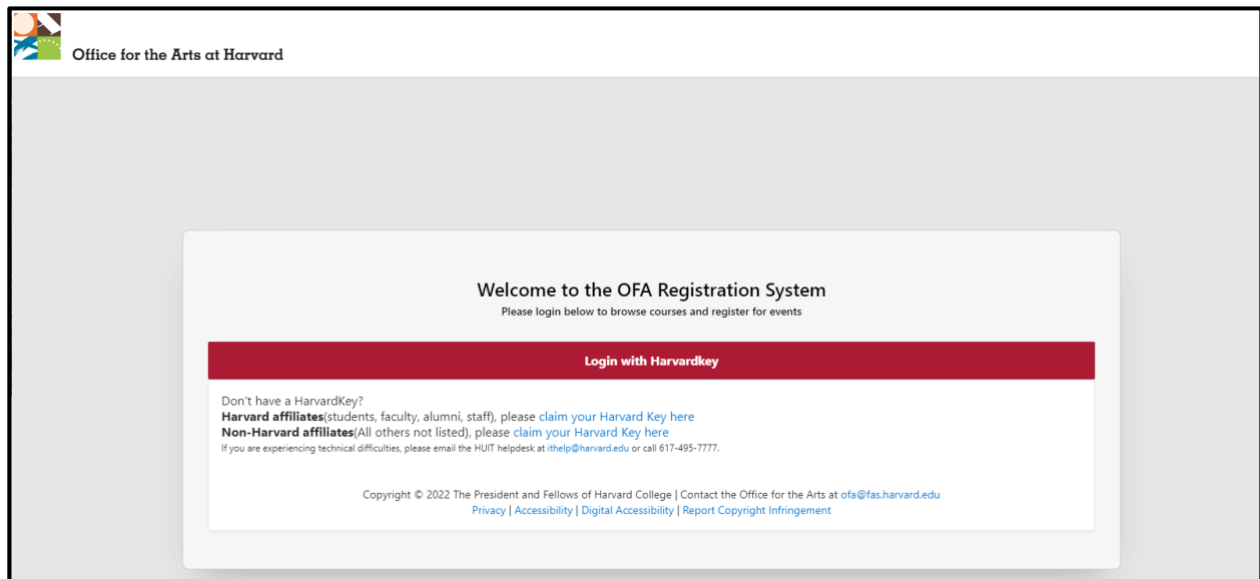 Office for the Arts at Harvard
Welcome to the OFA Registration System
Please login below to browse courses and register for events
Login with Harvardkey
Don't have a HarvardKey?
Harvard affiliates(students, faculty, alumni, staff), please claim your Harvard Key here
Non-Harvard affiliates(All others not listed), please claim your Harvard Key here
If you are experiencing technical difficulties, please email the HUIT helpdesk at ithelp@harvard.edu or call 617-495-7777.
Copyright © 2022 The President and Fellows of Harvard College | Contact the Office for the Arts at ofa@fas.harvard.edu
Privacy | Accessibility | Digital Accessibility | Report Copyright Infringement